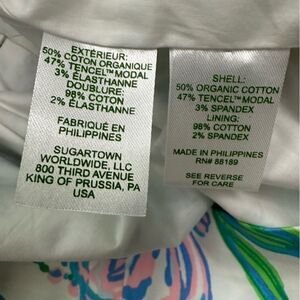 EXTÉRIEUR:
50% COTON ORGANIQUE
47% TENCEL™MODAL
3% ÉLASTHANNE
DOUBLURE:
98% COTON
2% ÉLASTHANNE
FABRIQUÉ EN
PHILIPPINES
SUGARTOWN
WORLDWIDE, LLC
800 THIRD AVENUE
KING OF PRUSSIA, PA
USA
SHELL:
50% ORGANIC COTTON
47% TENCEL™MODAL
3% SPANDEX
LINING:
98% COTTON
2% SPANDEX
MADE IN PHILIPPINES
RN# 88189
SEE REVERSE
FOR CARE